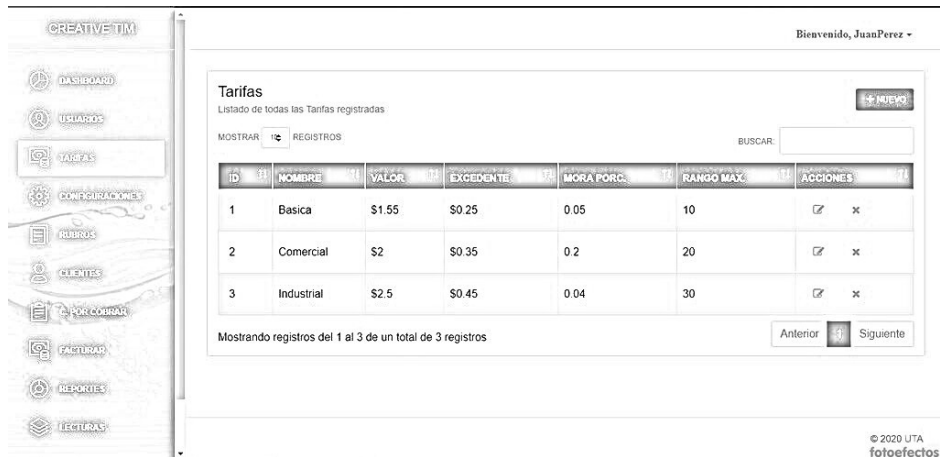 CREATIVE TIM
Bienvenido, JuanPerez
DASHBOARD
USUARIOS
TARIFAS
CONFIGURACIONES
RUBROS
CLIENTES
C. POR COBRAR
FACTURAR
REPORTES
LECTURAS
Tarifas
Listado de todas las Tarifas registradas
+ NUEVO
MOSTRAR 10 REGISTROS
BUSCAR:
ID NOMBRE VALOR EXCEDENTE MORA PORC. RANGO MAX. ACCIONES
1 Basica $1.55 $0.25 0.05 10
2 Comercial $2 $0.35 0.2 20
3 Industrial $2.5 $0.45 0.04 30
Mostrando registros del 1 al 3 de un total de 3 registros
Anterior 1 Siguiente
© 2020 UTA
fotoefectos